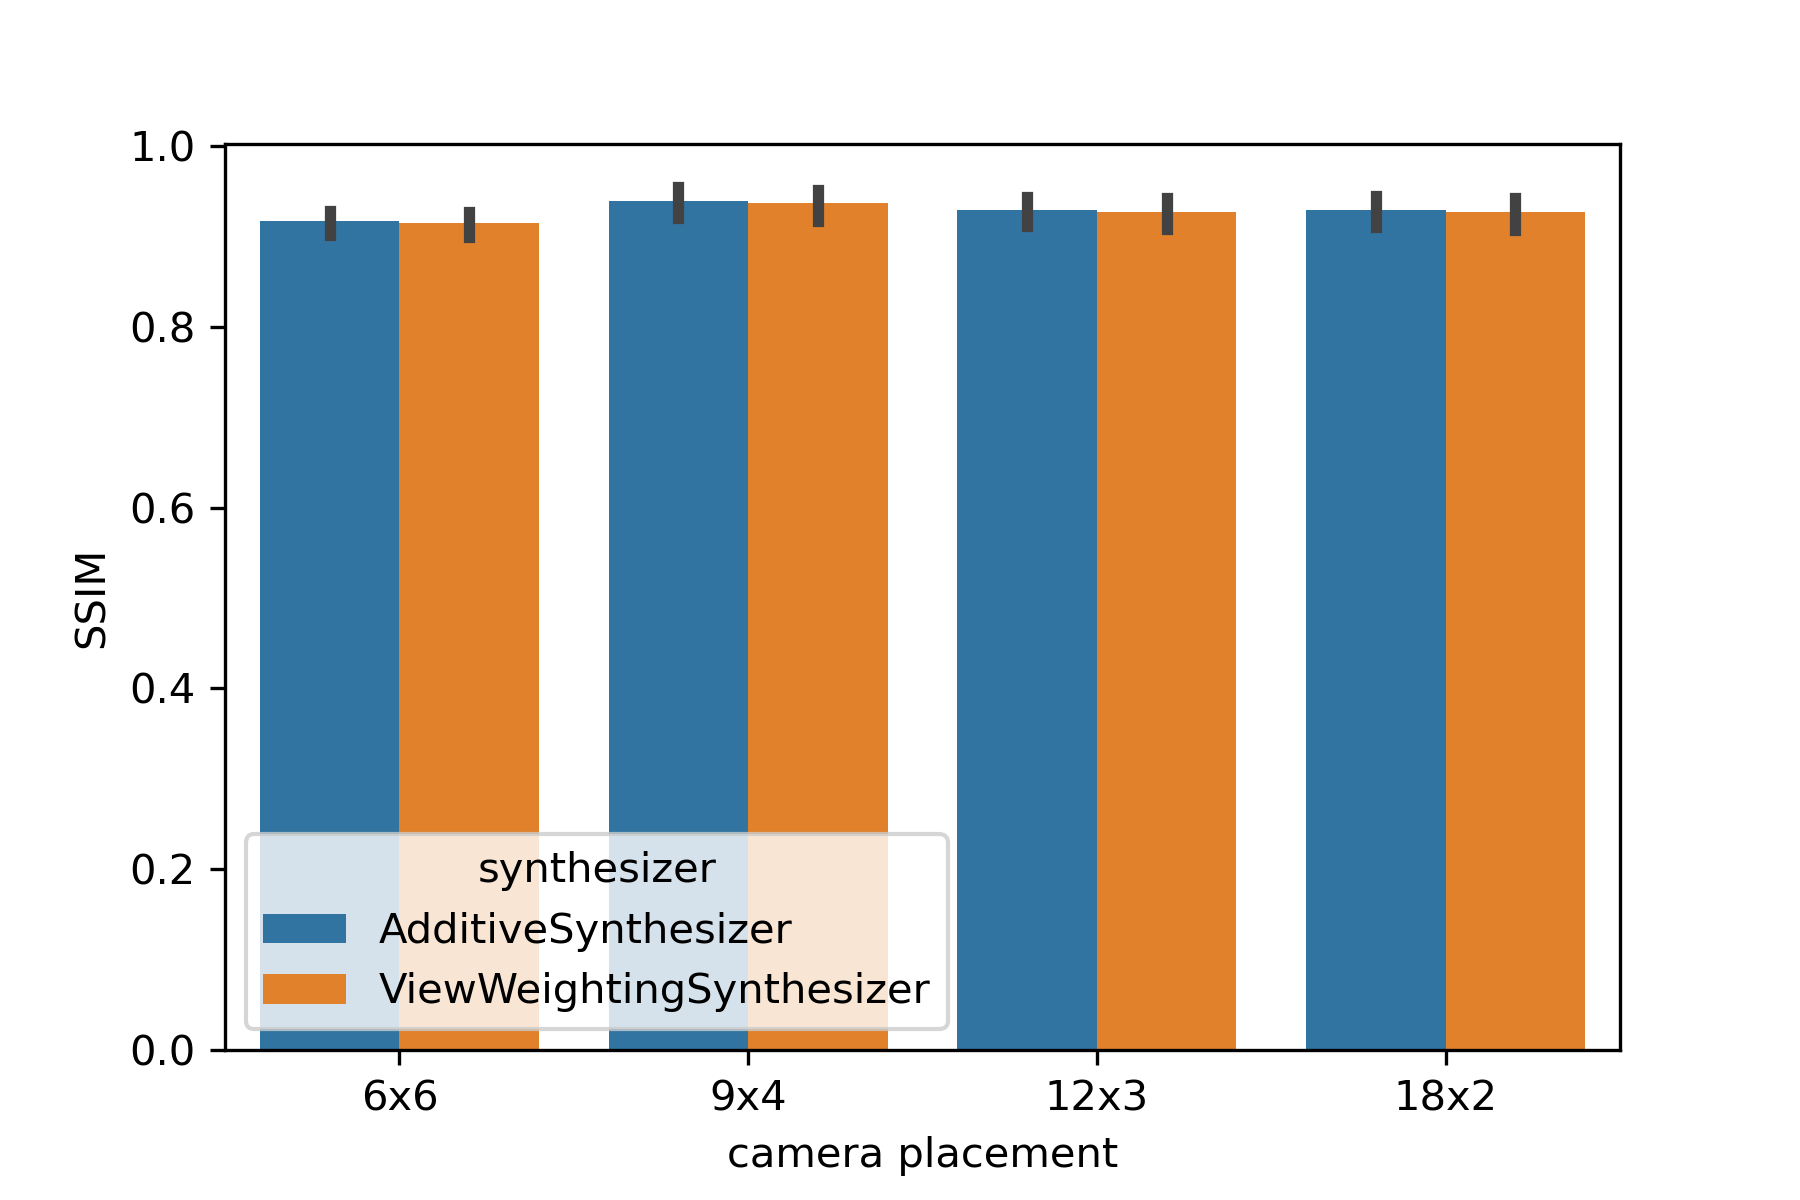 1.0
0.8
0.6
0.4
0.2
0.0
SSIM
synthesizer
AdditiveSynthesizer
ViewWeightingSynthesizer
6x6 9x4 12x3 18x2
camera placement